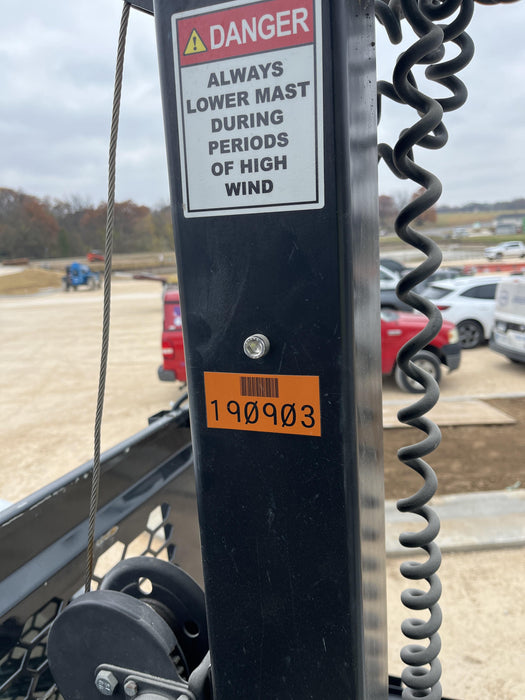 DANGER
ALWAYS
LOWER MAST
DURING
PERIODS
OF HIGH
WIND
190903